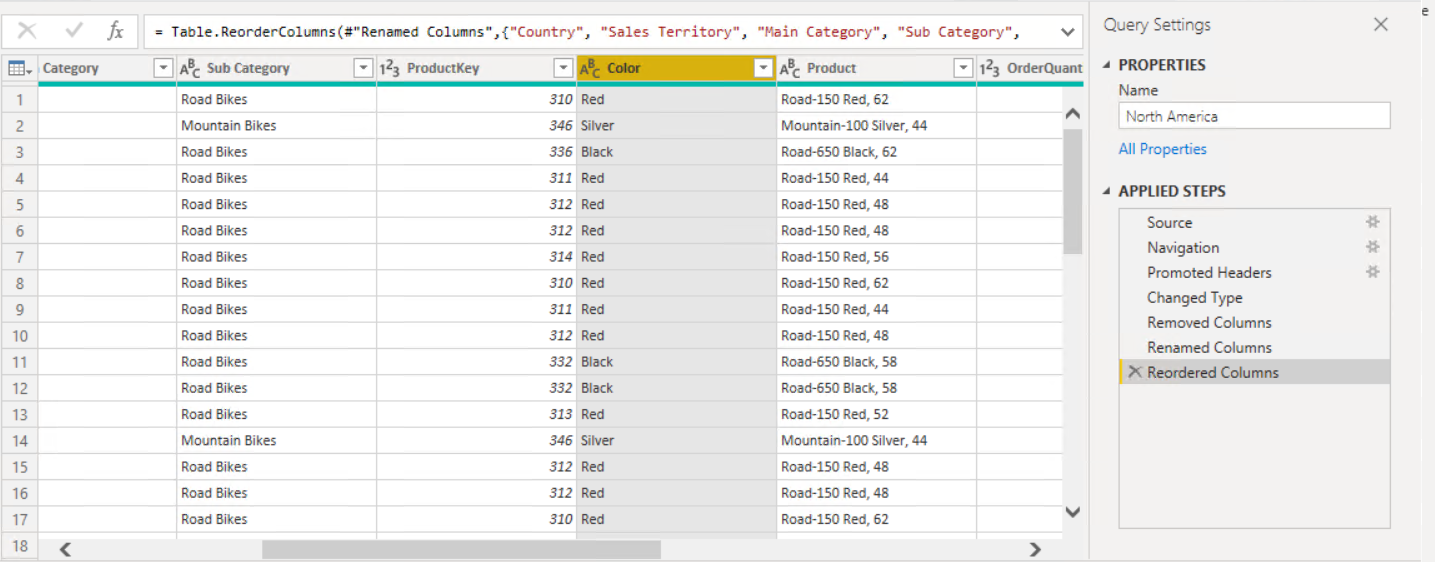 fx = Table.ReorderColumns(#"Renamed Columns",{"Country", "Sales Territory", "Main Category", "Sub Category",
Category ABC Sub Category 123 ProductKey ABC Color ABC Product 123 OrderQuant
1 Road Bikes 310 Red Road-150 Red, 62
2 Mountain Bikes 346 Silver Mountain-100 Silver, 44
3 Road Bikes 336 Black Road-650 Black, 62
4 Road Bikes 311 Red Road-150 Red, 44
5 Road Bikes 312 Red Road-150 Red, 48
6 Road Bikes 312 Red Road-150 Red, 48
7 Road Bikes 314 Red Road-150 Red, 56
8 Road Bikes 310 Red Road-150 Red, 62
9 Road Bikes 311 Red Road-150 Red, 44
10 Road Bikes 312 Red Road-150 Red, 48
11 Road Bikes 332 Black Road-650 Black, 58
12 Road Bikes 332 Black Road-650 Black, 58
13 Road Bikes 313 Red Road-150 Red, 52
14 Mountain Bikes 346 Silver Mountain-100 Silver, 44
15 Road Bikes 312 Red Road-150 Red, 48
16 Road Bikes 312 Red Road-150 Red, 48
17 Road Bikes 310 Red Road-150 Red, 62
18
Query Settings
PROPERTIES
Name
North America
All Properties
APPLIED STEPS
Source
Navigation
Promoted Headers
Changed Type
Removed Columns
Renamed Columns
Reordered Columns
e